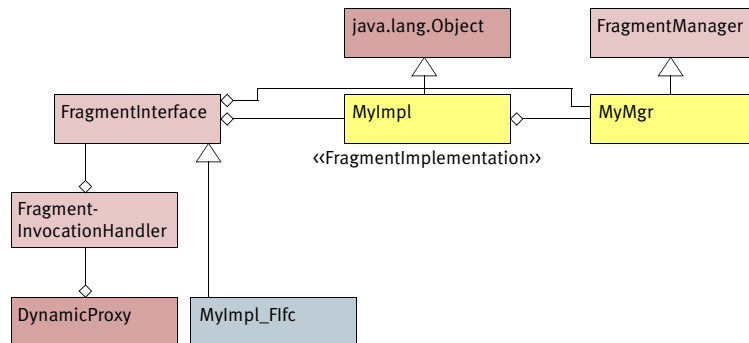 java.lang.Object
FragmentManager
FragmentInterface
MyImpl
MyMgr
‹‹FragmentImplementation››
Fragment-
InvocationHandler
DynamicProxy
MyImpl_FIfc